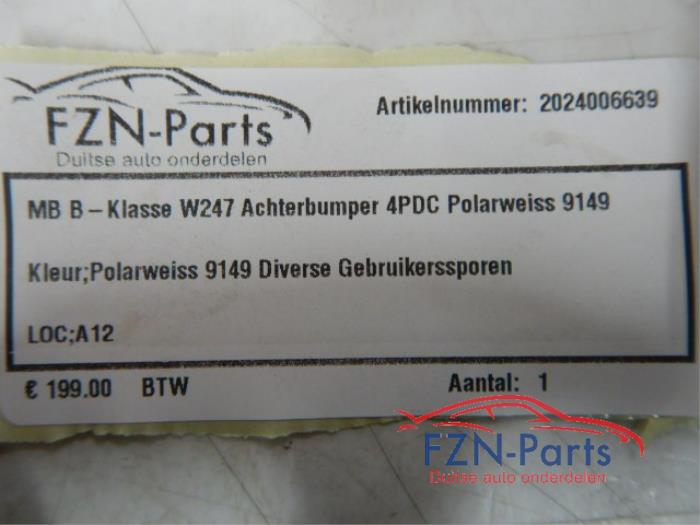 FZN-Parts
Duitse auto onderdelen
Artikelnummer: 2024006639
MB B-Klasse W247 Achterbumper 4PDC Polarweiss 9149
Kleur;Polarweiss 9149 Diverse Gebruikerssporen
LOC;A12
€ 199.00 BTW Aantal: 1
FZN-Parts
Duitse auto onderdelen